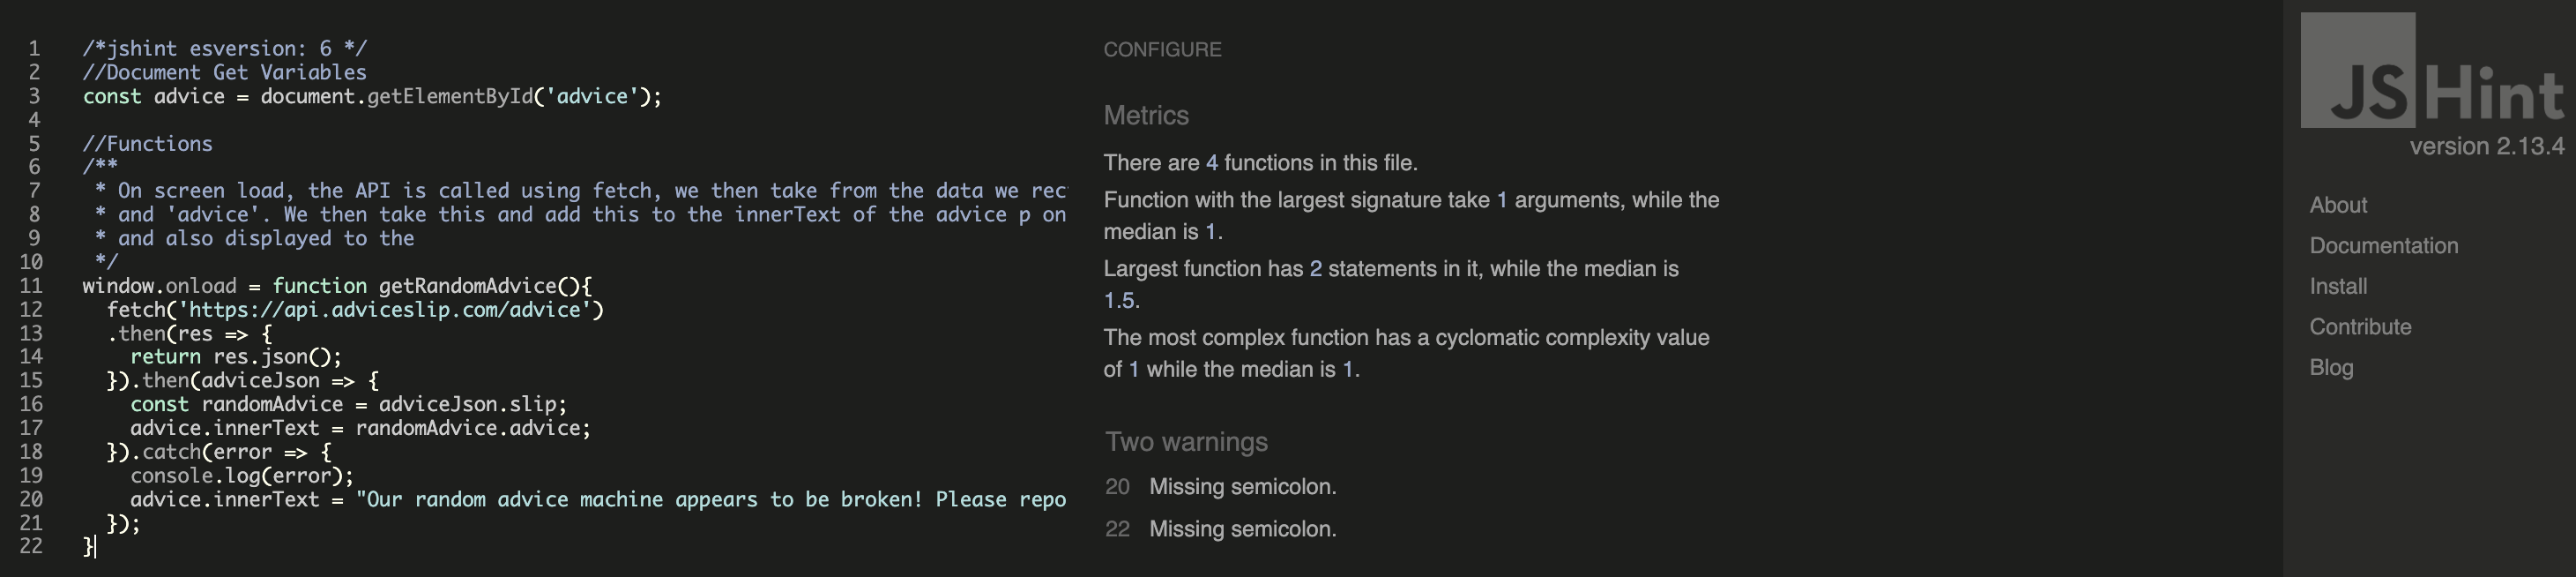 1 /*jshint esversion: 6 */
2 //Document Get Variables
3 const advice = document.getElementById('advice');
4
5 //Functions
6 /**
7  * On screen load, the API is called using fetch, we then take from the data we
8  * and 'advice'. We then take this and add this to the innerText of the advice p on
9  * and also displayed to the
10  */
11 window.onload = function getRandomAdvice(){
12   fetch('https://api.adviceslip.com/advice')
13   .then(res => {
14     return res.json();
15   }).then(adviceJson => {
16     const randomAdvice = adviceJson.slip;
17     advice.innerText = randomAdvice.advice;
18   }).catch(error => {
19     console.log(error);
20     advice.innerText = "Our random advice machine appears to be broken! Please repo
21   });
22 }
CONFIGURE
Metrics
There are 4 functions in this file.
Function with the largest signature take 1 arguments, while the
median is 1.
Largest function has 2 statements in it, while the median is
1.5.
The most complex function has a cyclomatic complexity value
of 1 while the median is 1.
Two warnings
20 Missing semicolon.
22 Missing semicolon.
JSHint
version 2.13.4
About
Documentation
Install
Contribute
Blog